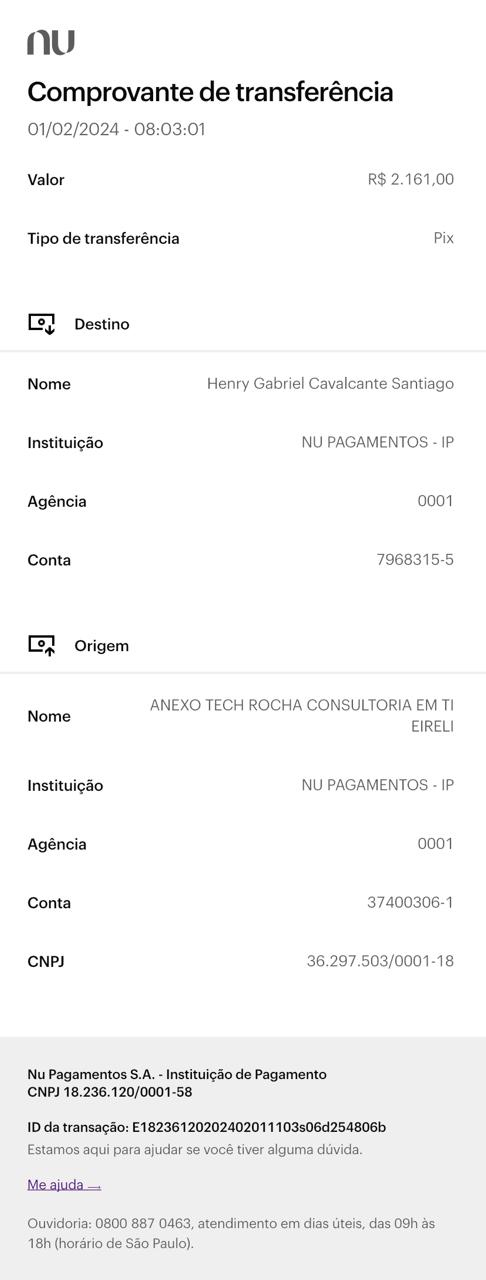 nu
Comprovante de transferência
01/02/2024 - 08:03:01
Valor R$ 2.161,00
Tipo de transferência Pix
Destino
Nome Henry Gabriel Cavalcante Santiago
Instituição NU PAGAMENTOS - IP
Agência 0001
Conta 7968315-5
Origem
Nome ANEXO TECH ROCHA CONSULTORIA EM TI
EIRELI
Instituição NU PAGAMENTOS - IP
Agência 0001
Conta 37400306-1
CNPJ 36.297.503/0001-18
Nu Pagamentos S.A. - Instituição de Pagamento
CNPJ 18.236.120/0001-58
ID da transação: E18236120202402011103s06d254806b
Estamos aqui para ajudar se você tiver alguma dúvida.
Me ajuda →
Ouvidoria: 0800 887 0463, atendimento em dias úteis, das 09h às
18h (horário de São Paulo).